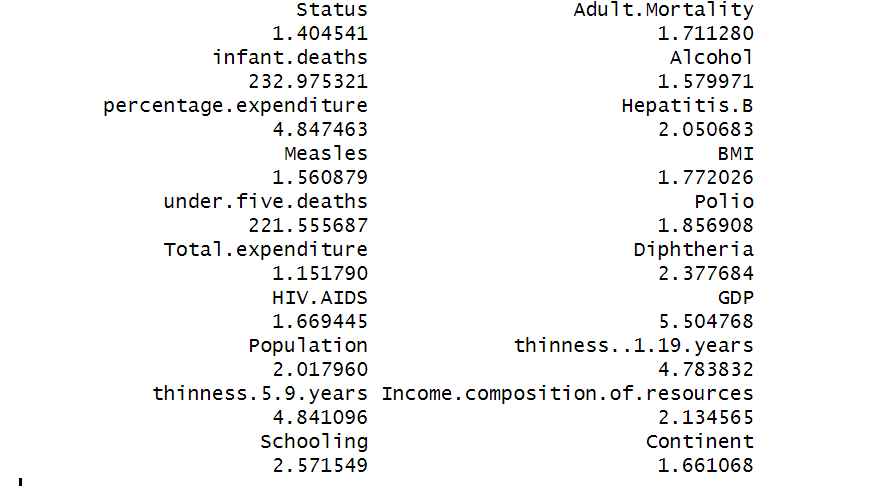 Status Adult.Mortality
1.404541 1.711280
infant.deaths Alcohol
232.975321 1.579971
percentage.expenditure Hepatitis.B
4.847463 2.050683
Measles BMI
1.560879 1.772026
under.five.deaths Polio
221.555687 1.856908
Total.expenditure Diphtheria
1.151790 2.377684
HIV.AIDS GDP
1.669445 5.504768
Population thinness..1.19.years
2.017960 4.783832
thinness.5.9.years Income.composition.of.resources
4.841096 2.134565
Schooling Continent
2.571549 1.661068